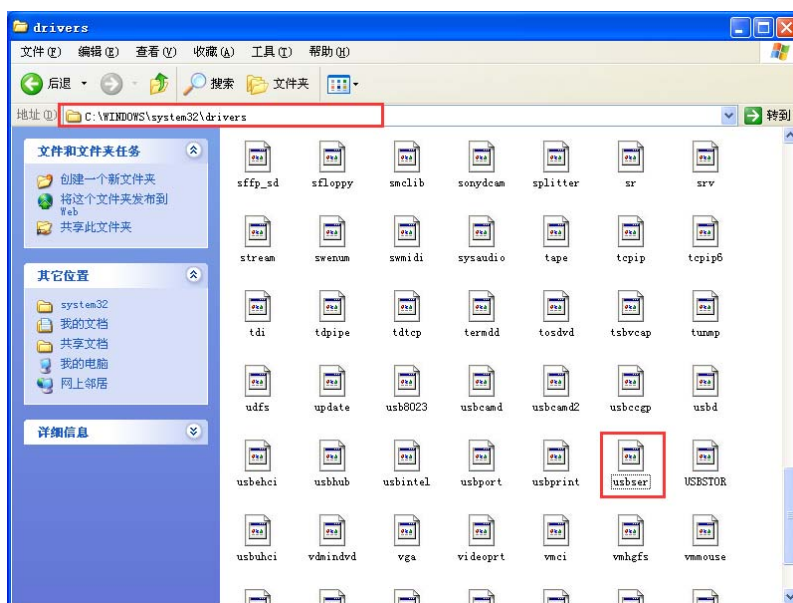 drivers
文件(F) 编辑(E) 查看(V) 收藏(A) 工具(T) 帮助(H)
后退 搜索 文件夹
地址(D) C:\WINDOWS\system32\drivers 转到
文件和文件夹任务
创建一个新文件夹
将这个文件夹发布到
Web
共享此文件夹
其它位置
system32
我的文档
共享文档
我的电脑
网上邻居
详细信息
sffp_sd sfloppy smclib sonydcam splitter sr srv
stream swenum swmidi sysaudio tape tcpip tcpip6
tdi tdpipe tdtcp termdd tosdvd tsbvcap tunmp
udfs update usb8023 usbcamd usbcamd2 usbccgp usbd
usbehci usbhub usbintel usbport usbprint usbser USBSTOR
usbuhci vdmindvd vga videoprt vmci vmhgfs vmmouse